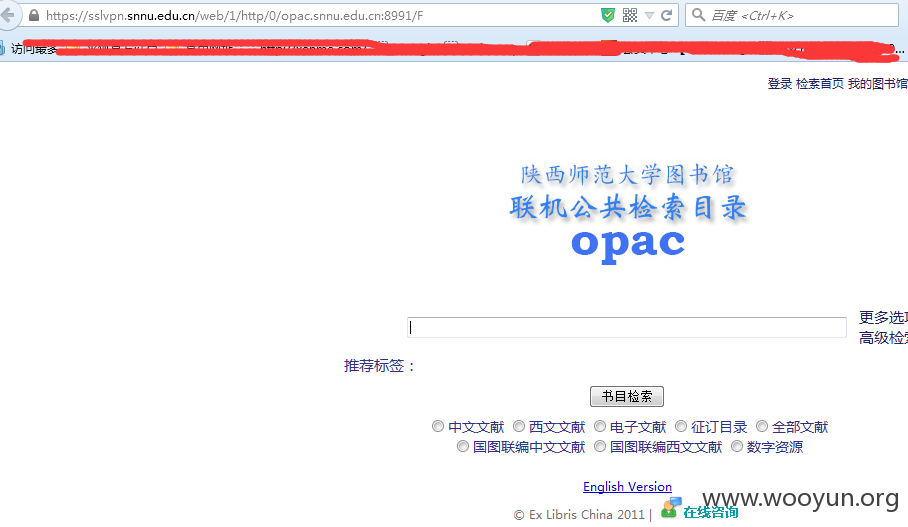 https://sslvpn.snnu.edu.cn/web/1/http/0/opac.snnu.edu.cn:8991/F
百度 <Ctrl+K>
访问最多
登录 检索首页 我的图书馆
陕西师范大学图书馆
联机公共检索目录
opac
更多选项
高级检索
推荐标签：
书目检索
中文文献 西文文献 电子文献 征订目录 全部文献
国图联编中文文献 国图联编西文文献 数字资源
English Version
© Ex Libris China 2011 | 在线咨询
www.wooyun.org